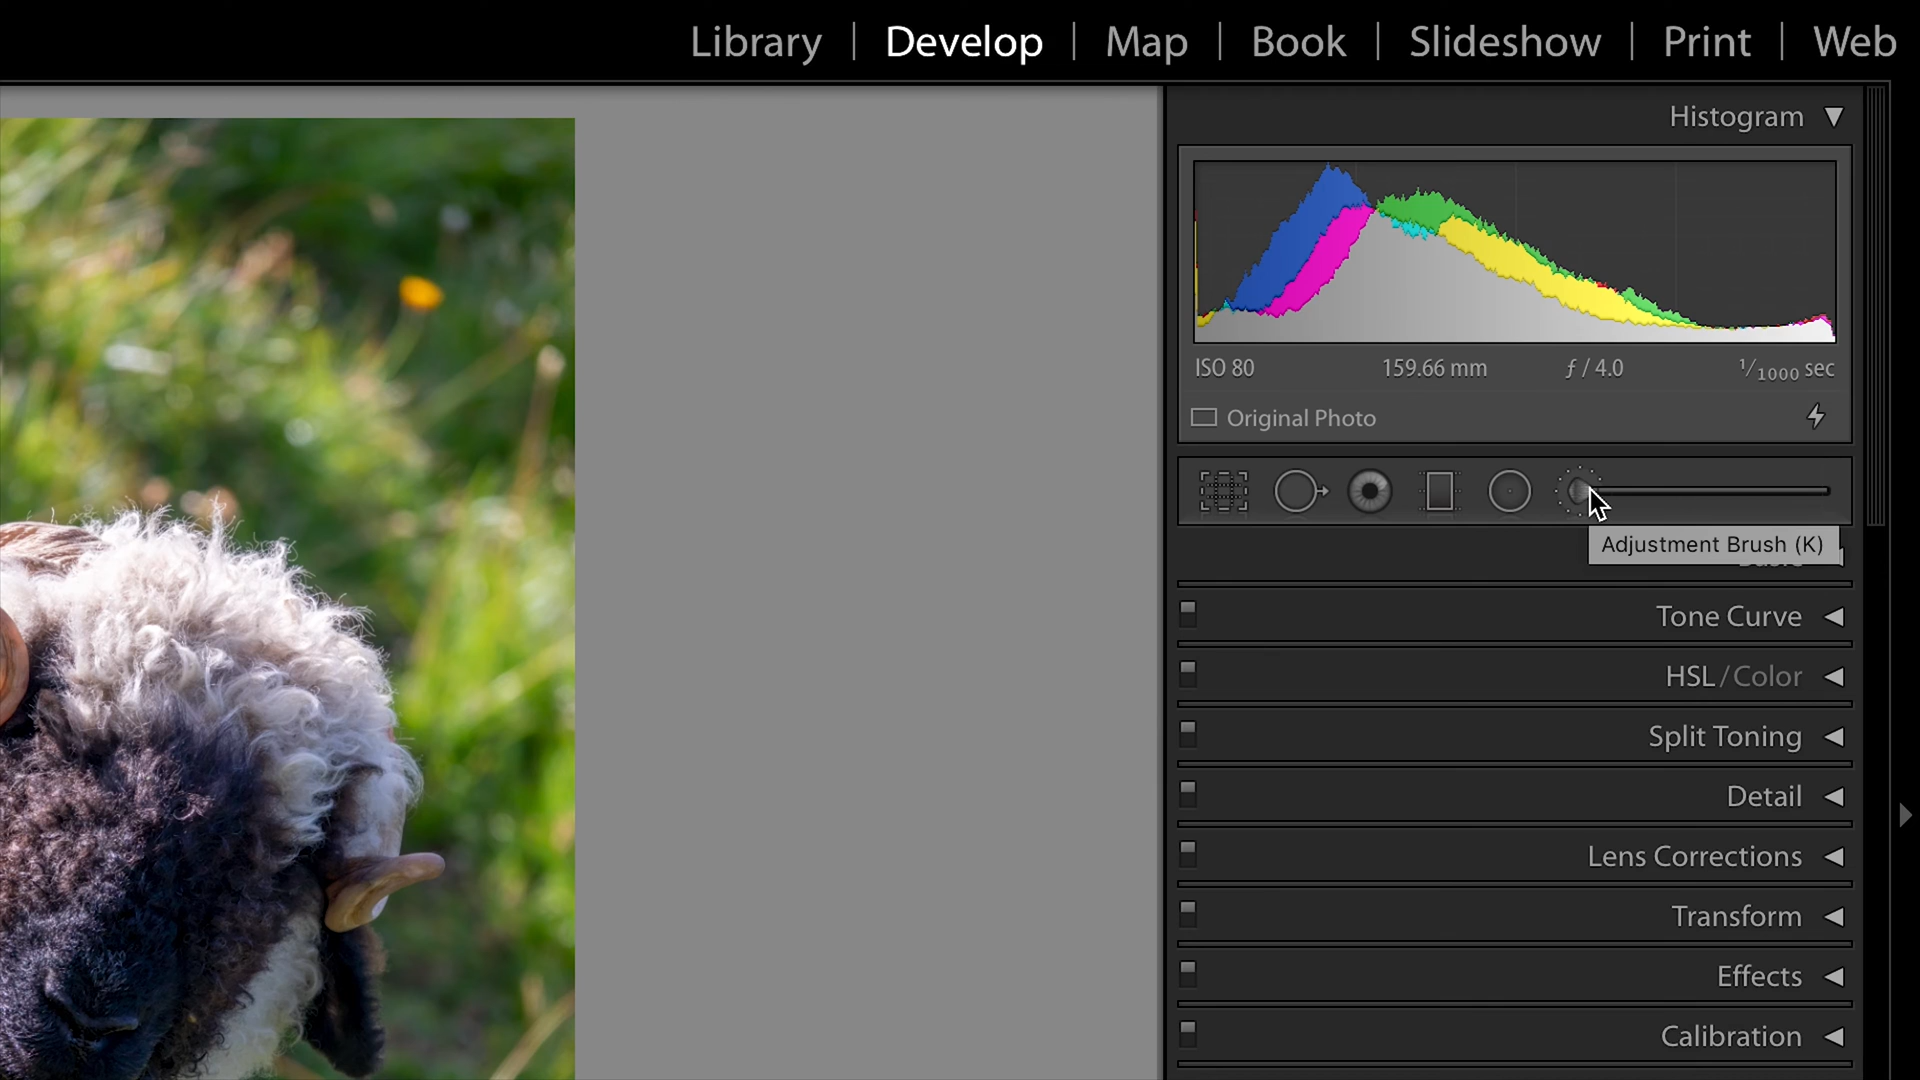 Library | Develop | Map | Book | Slideshow | Print | Web
Histogram
ISO 80 159.66 mm ƒ / 4.0 1/1000 sec
Original Photo
Adjustment Brush (K)
Tone Curve
HSL / Color
Split Toning
Detail
Lens Corrections
Transform
Effects
Calibration